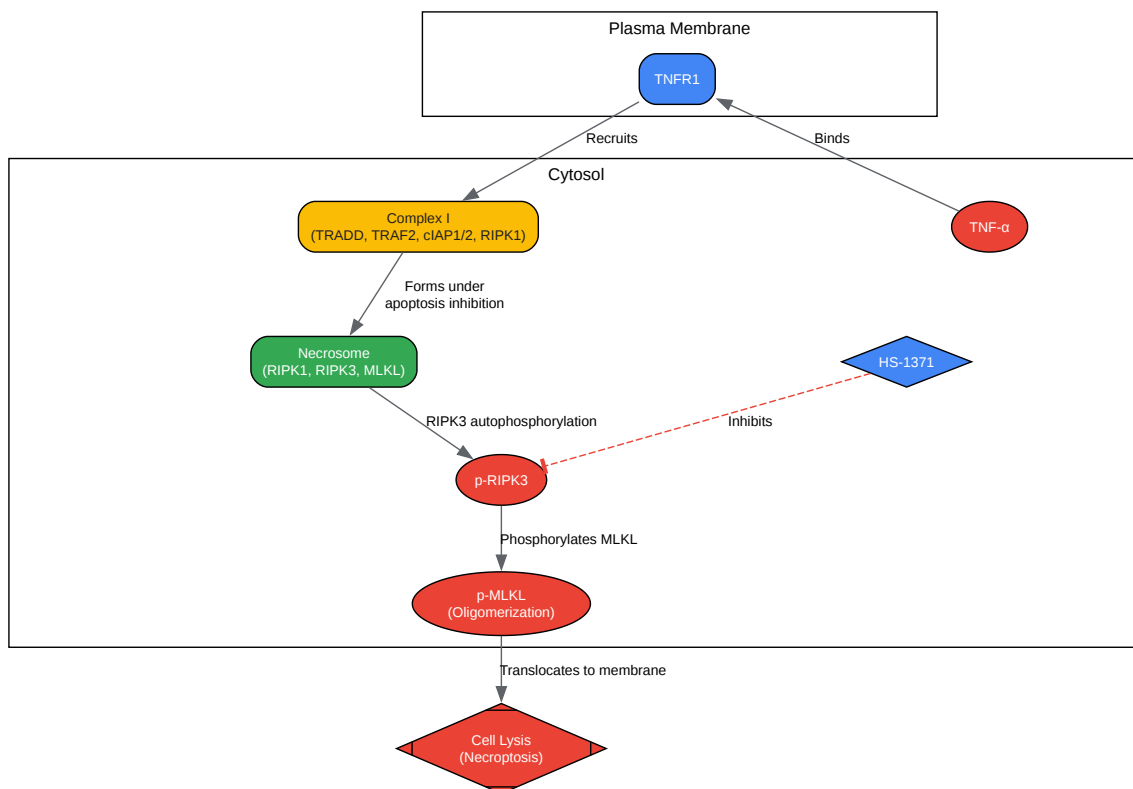 Plasma Membrane
TNFR1
Recruits
Binds
Cytosol
Complex I
(TRADD, TRAF2, cIAP1/2, RIPK1)
TNF-α
Forms under
apoptosis inhibition
Necrosome
(RIPK1, RIPK3, MLKL)
HS-1371
RIPK3 autophosphorylation
Inhibits
p-RIPK3
Phosphorylates MLKL
p-MLKL
(Oligomerization)
Translocates to membrane
Cell Lysis
(Necroptosis)